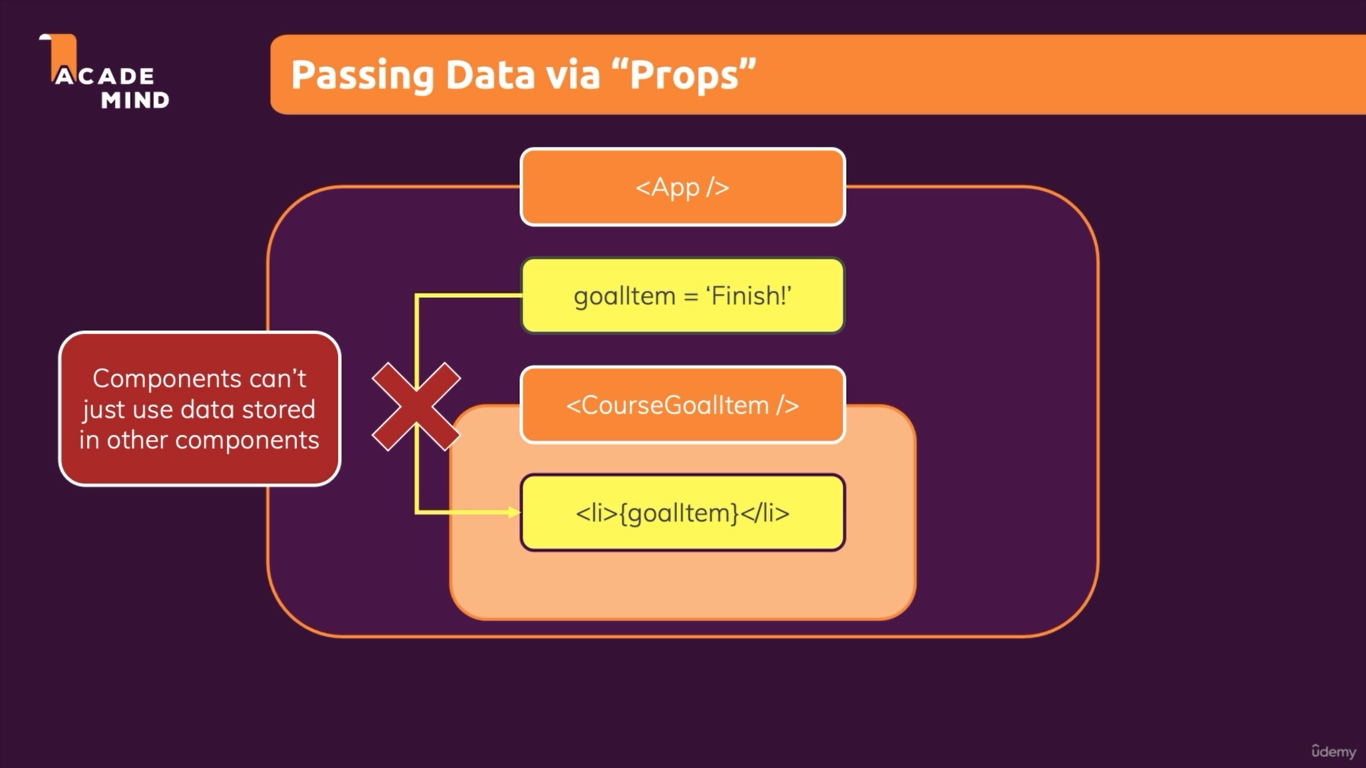 ACADE
MIND
Passing Data via “Props”
<App />
goalItem = ‘Finish!’
Components can’t
just use data stored
in other components
<CourseGoalItem />
<li>{goalItem}</li>
ûdemy